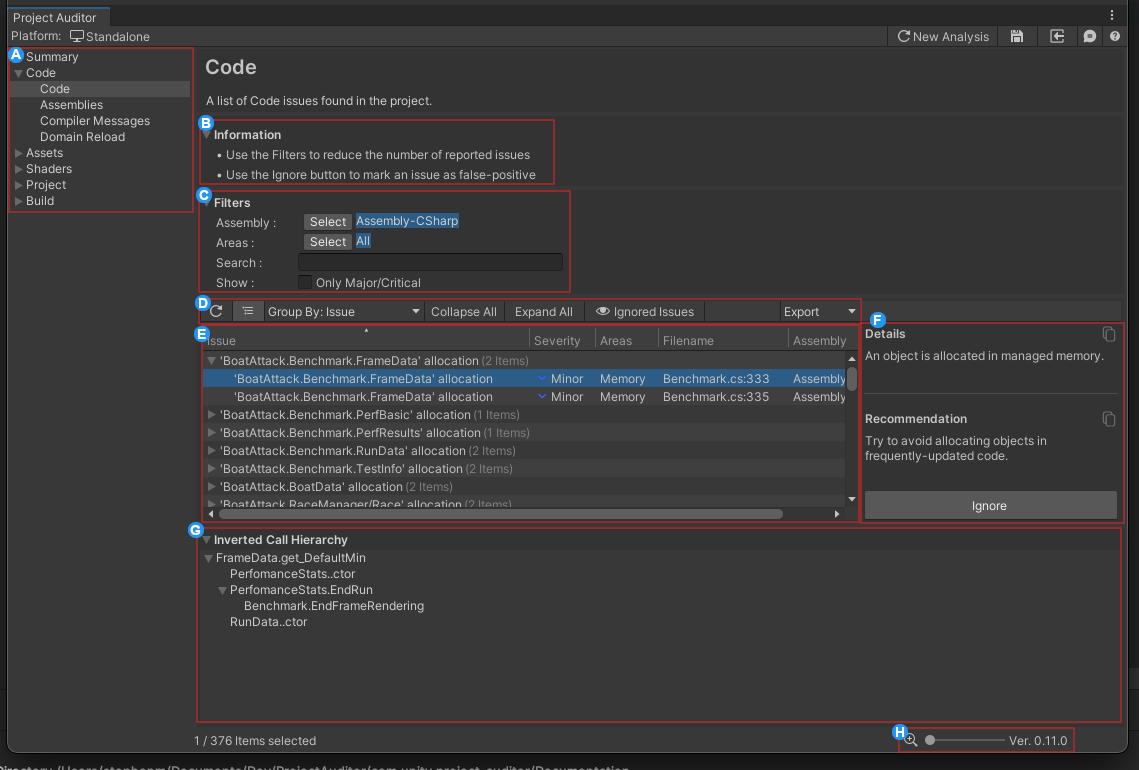 Project Auditor
Platform: Standalone
New Analysis
A
Summary
Code
Code
Assemblies
Compiler Messages
Domain Reload
Assets
Shaders
Project
Build
Code
A list of Code issues found in the project.
B
Information
• Use the Filters to reduce the number of reported issues
• Use the Ignore button to mark an issue as false-positive
C
Filters
Assembly : Select Assembly-CSharp
Areas : Select All
Search :
Show : Only Major/Critical
D
Group By: Issue Collapse All Expand All Ignored Issues Export
E
Issue Severity Areas Filename Assembly
'BoatAttack.Benchmark.FrameData' allocation (2 Items)
'BoatAttack.Benchmark.FrameData' allocation Minor Memory Benchmark.cs:333 Assembly
'BoatAttack.Benchmark.FrameData' allocation Minor Memory Benchmark.cs:335 Assembly
'BoatAttack.Benchmark.PerfBasic' allocation (1 Items)
'BoatAttack.Benchmark.PerfResults' allocation (1 Items)
'BoatAttack.Benchmark.RunData' allocation (2 Items)
'BoatAttack.Benchmark.TestInfo' allocation (2 Items)
'BoatAttack.BoatData' allocation (2 Items)
'BoatAttack.RaceManager/Race' allocation (2 Items)
F
Details
An object is allocated in managed memory.
Recommendation
Try to avoid allocating objects in
frequently-updated code.
Ignore
G
Inverted Call Hierarchy
FrameData.get_DefaultMin
PerfomanceStats..ctor
PerfomanceStats.EndRun
Benchmark.EndFrameRendering
RunData..ctor
1 / 376 Items selected
H
Ver. 0.11.0